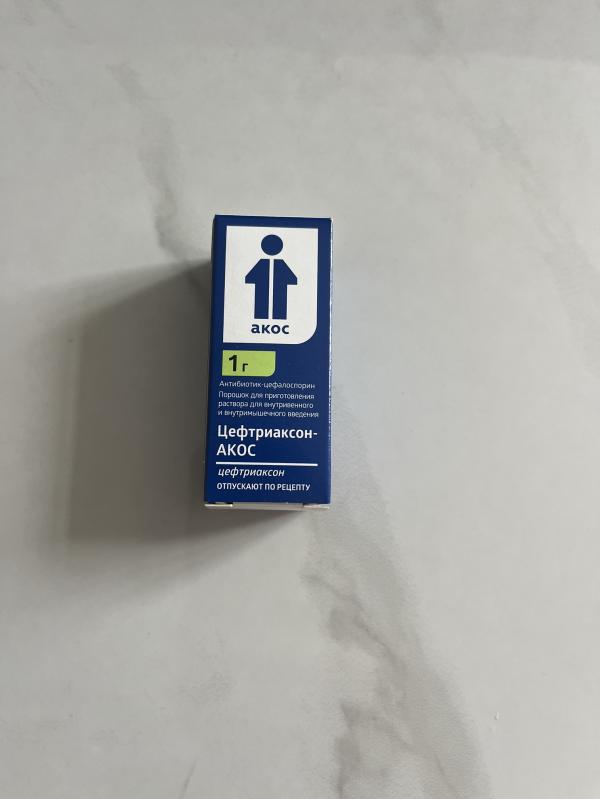 акос
1 г
Антибиотик-цефалоспорин
Порошок для приготовления
раствора для внутривенного
и внутримышечного введения
Цефтриаксон-
АКОС
цефтриаксон
ОТПУСКАЮТ ПО РЕЦЕПТУ